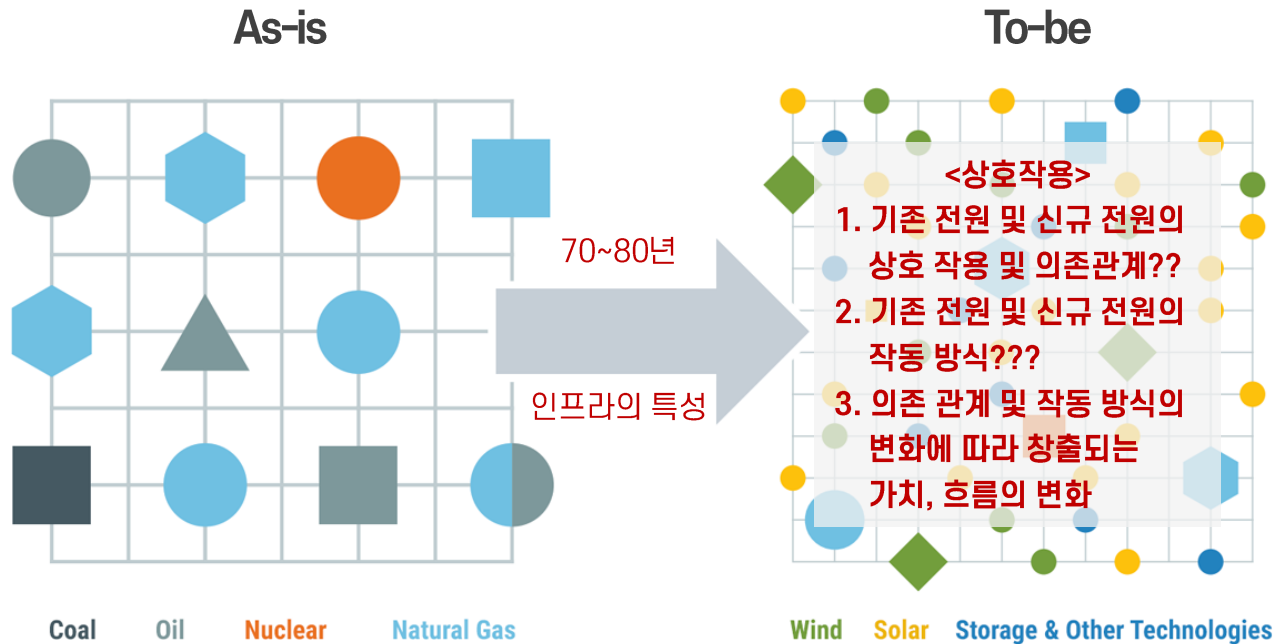 As-is
To-be
<상호작용>
1. 기존 전원 및 신규 전원의
상호 작용 및 의존관계??
2. 기존 전원 및 신규 전원의
작동 방식???
3. 의존 관계 및 작동 방식의
변화에 따라 창출되는
가치, 흐름의 변화
70~80년
인프라의 특성
Coal Oil Nuclear Natural Gas
Wind Solar Storage & Other Technologies